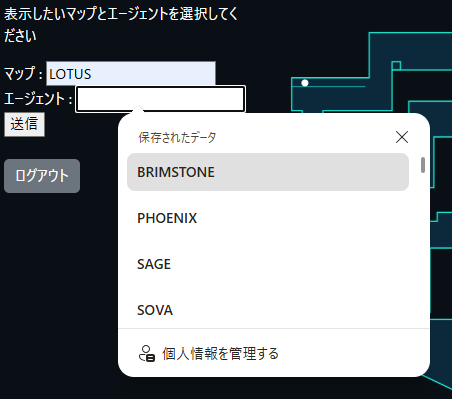 表示したいマップとエージェントを選択してく
ださい
マップ : LOTUS
エージェント :
送信
ログアウト
保存されたデータ
BRIMSTONE
PHOENIX
SAGE
SOVA
個人情報を管理する